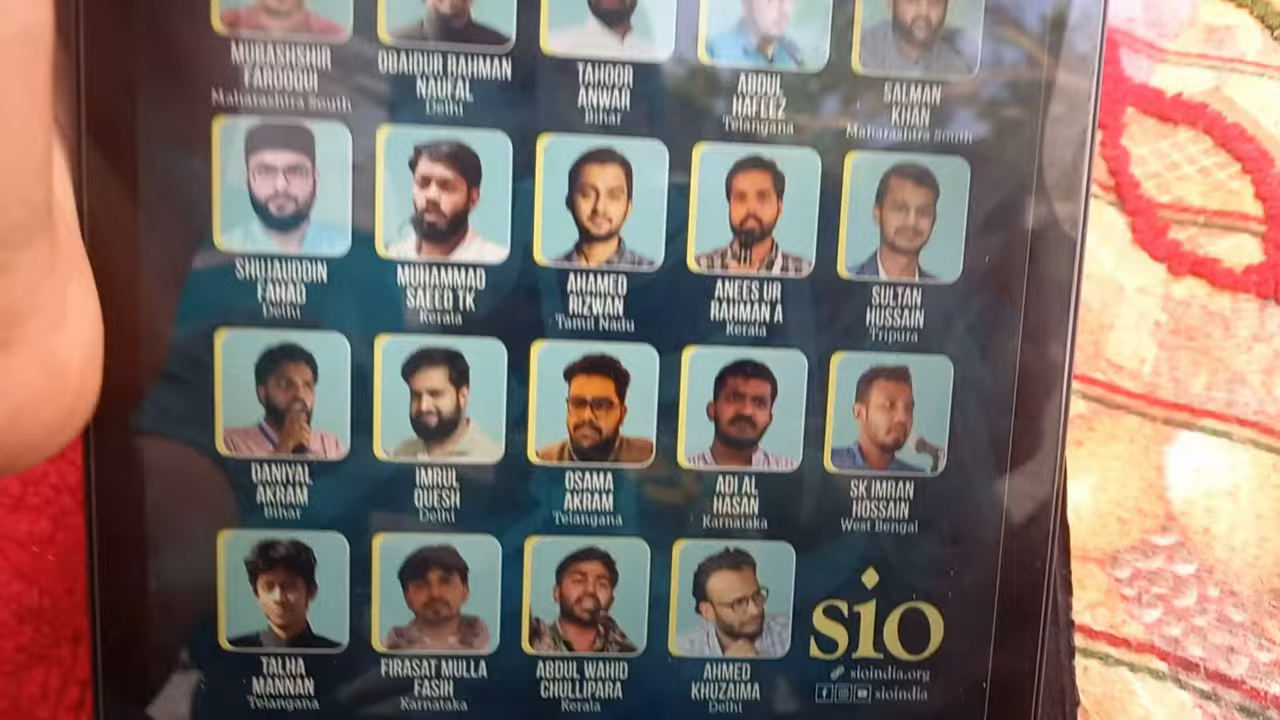 MUBASHSHIR OBAIDUR RAHMAN TAHOOR ABDUL SALMAN
FAROOQUI NAUFAL ANWAR HAFEEZ KHAN
Maharashtra South Delhi Bihar Telangana Maharashtra South
SHUJAUDDIN MUHAMMAD AHAMED ANEES UR SULTAN
FAHAD SAEED TK RIZWAN RAHMAN A HUSSAIN
Delhi Kerala Tamil Nadu Kerala Tripura
DANIYAL IMRUL OSAMA ADI AL SK IMRAN
AKRAM QUESH AKRAM HASAN HOSSAIN
Bihar Delhi Telangana Karnataka West Bengal
TALHA FIRASAT MULLA ABDUL WAHID AHMED
MANNAN FASIH CHULLIPARA KHUZAIMA
Telangana Karnataka Kerala Delhi
sio
sioindia.org
sioindia